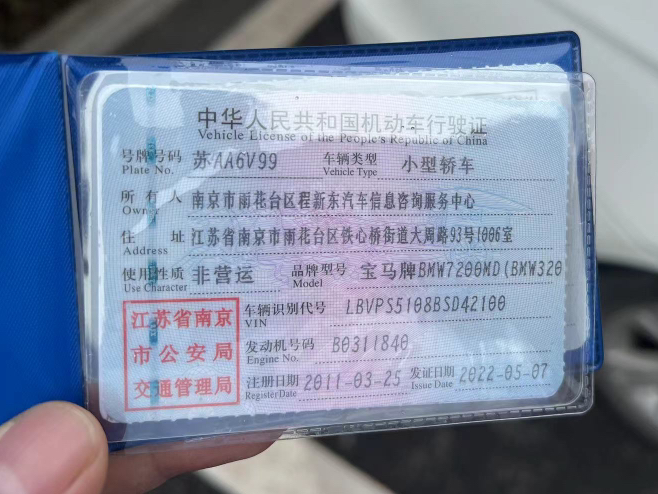 中华人民共和国机动车行驶证
Vehicle License of the People's Republic of China
号牌号码 苏AA6V99 车辆类型 小型轿车
Plate No. Vehicle Type
所有人 南京市雨花台区程新东汽车信息咨询服务中心
Owner
住址 江苏省南京市雨花台区铁心桥街道大周路93号1006室
Address
使用性质 非营运 品牌型号 宝马牌BMW7200MD(BMW320
Use Character Model
江苏省南京
市公安局
交通管理局
车辆识别代号 LBVPS5108BSD42100
VIN
发动机号码 B0311840
Engine No.
注册日期 2011-03-25 发证日期 2022-05-07
Register Date Issue Date